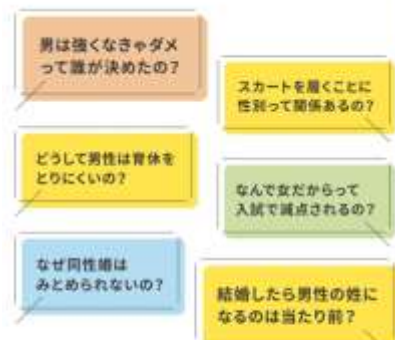 男は強くなきゃダメ
って誰が決めたの？
スカートを履くことに
性別って関係あるの？
どうして男性は育休を
とりにくいの？
なんで女だからって
入試で減点されるの？
なぜ同性婚は
みとめられないの？
結婚したら男性の姓に
なるのは当たり前？